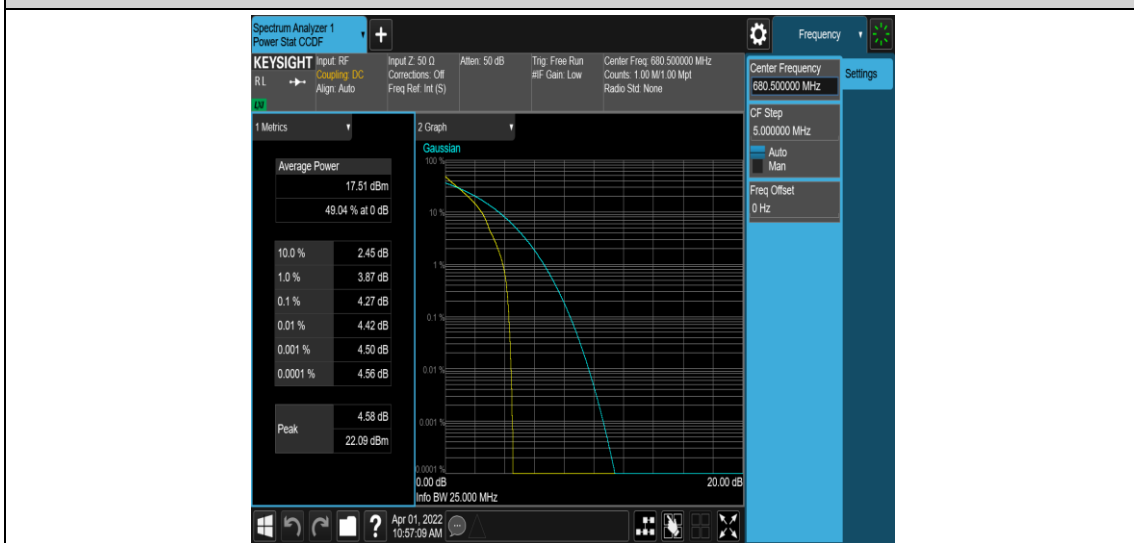 Spectrum Analyzer 1
Power Stat CCDF
+
Frequency
KEYSIGHT
Input: RF
Coupling: DC
Align: Auto
RL
LXI
Input Z: 50 Ω
Corrections: Off
Freq Ref: Int (S)
Atten: 50 dB
Trig: Free Run
#IF Gain: Low
Center Freq: 680.500000 MHz
Counts: 1.00 M/1.00 Mpt
Radio Std: None
Center Frequency
680.500000 MHz
Settings
CF Step
5.000000 MHz
Auto
Man
Freq Offset
0 Hz
1 Metrics
Average Power
17.51 dBm
49.04 % at 0 dB
10.0 % 2.45 dB
1.0 % 3.87 dB
0.1 % 4.27 dB
0.01 % 4.42 dB
0.001 % 4.50 dB
0.0001 % 4.56 dB
Peak
4.58 dB
22.09 dBm
2 Graph
Gaussian
100 %
10 %
1 %
0.1 %
0.01 %
0.001 %
0.0001 %
0.00 dB 20.00 dB
Info BW 25.000 MHz
?
Apr 01, 2022
10:57:09 AM